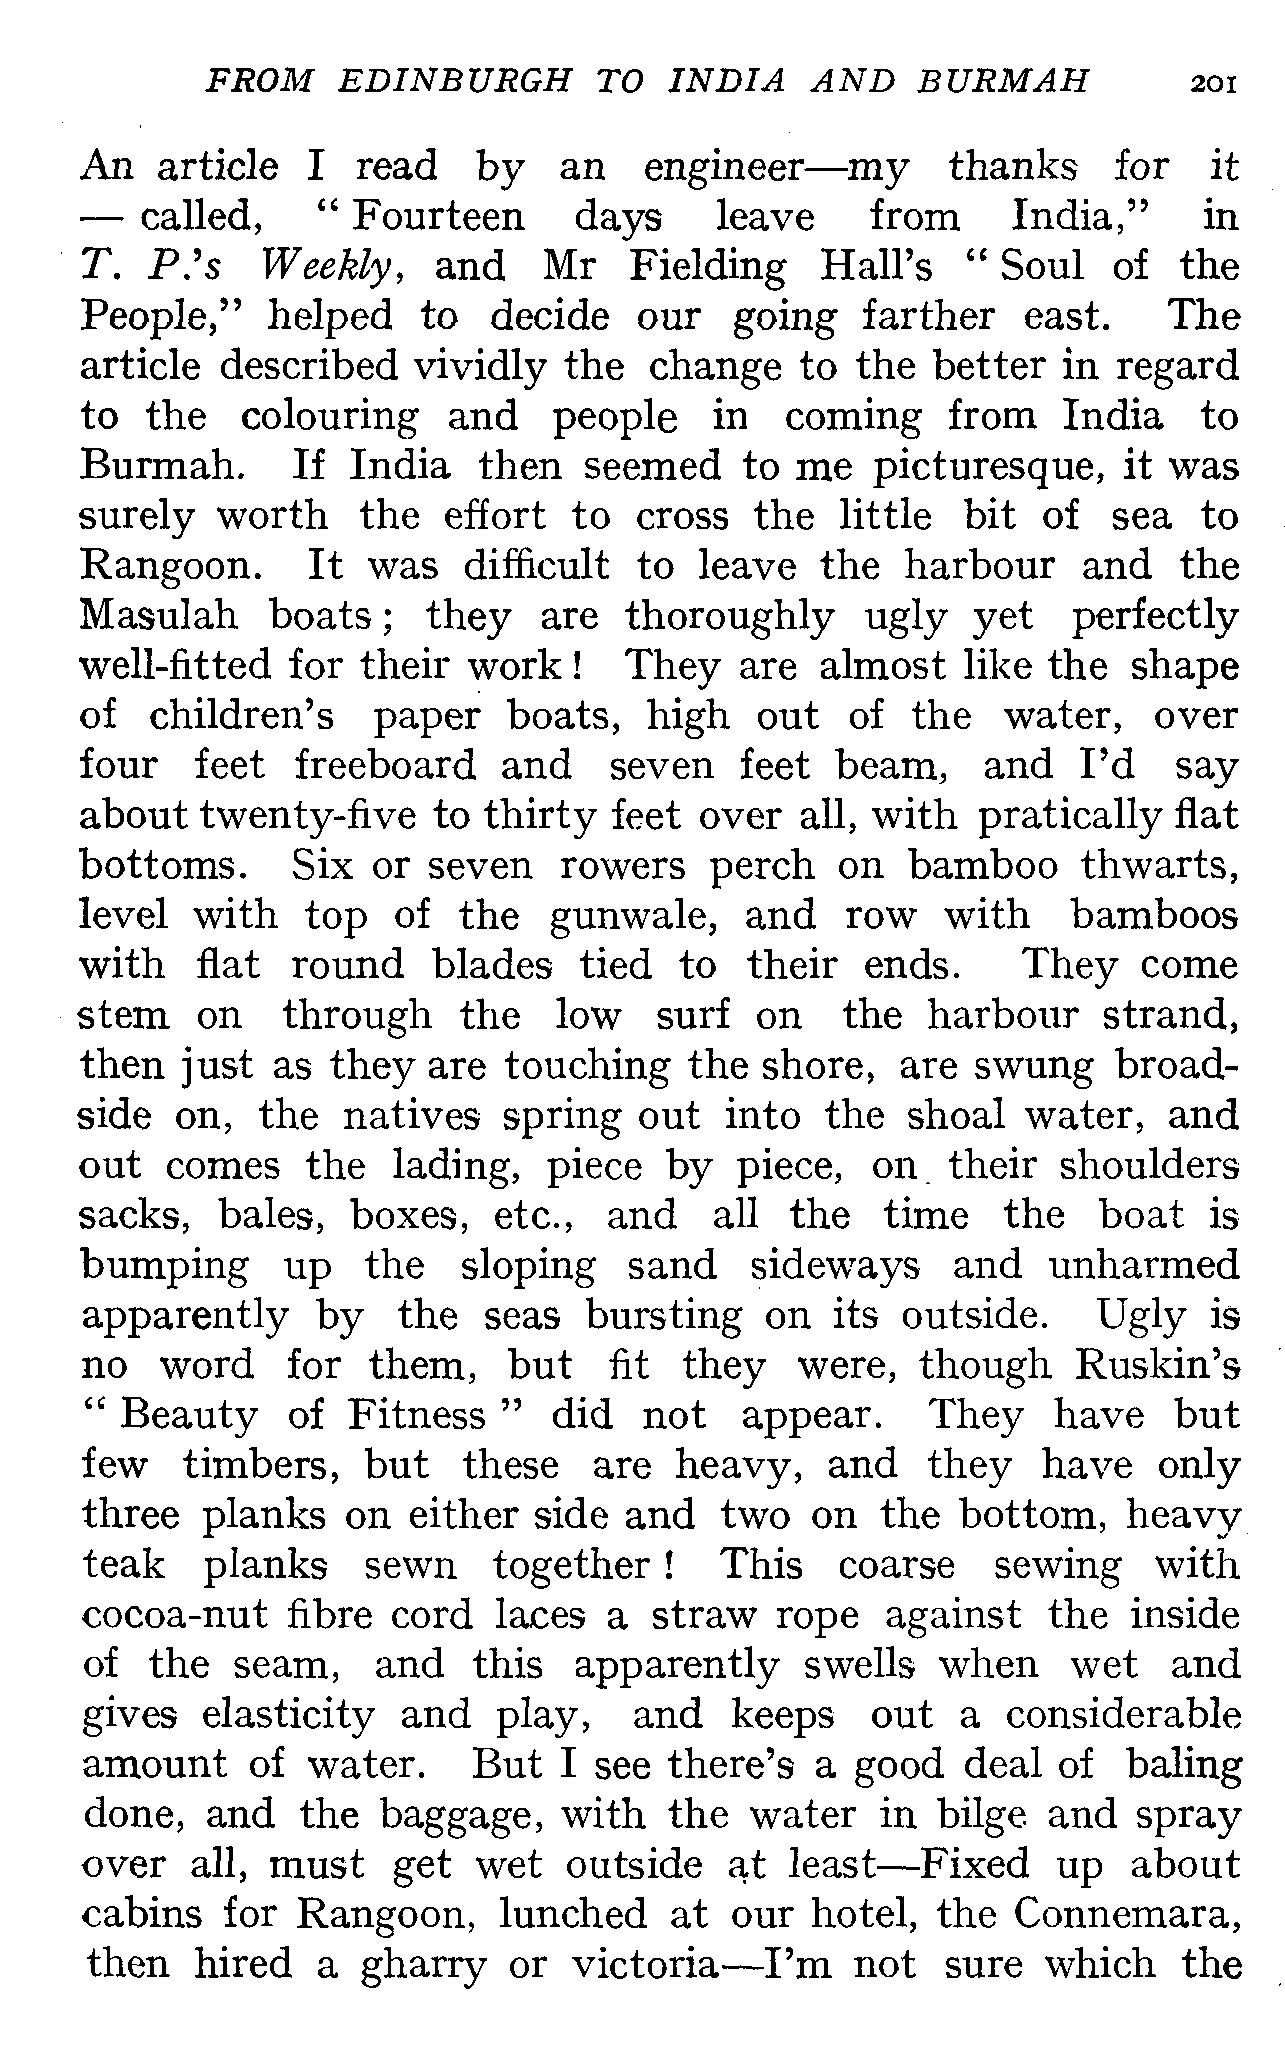 FROM EDINBURGH TO INDIA AND BURMAH 201
An article I read by an engineer—my thanks for it
— called, “ Fourteen days leave from India,” in
T. P.’s Weekly, and Mr Fielding Hall’s “ Soul of the
People,” helped to decide our going farther east. The
article described vividly the change to the better in regard
to the colouring and people in coming from India to
Burmah. If India then seemed to me picturesque, it was
surely worth the effort to cross the little bit of sea to
Rangoon. It was difficult to leave the harbour and the
Masulah boats ; they are thoroughly ugly yet perfectly
well-fitted for their work ! They are almost like the shape
of children’s paper boats, high out of the water, over
four feet freeboard and seven feet beam, and I’d say
about twenty-five to thirty feet over all, with pratically flat
bottoms. Six or seven rowers perch on bamboo thwarts,
level with top of the gunwale, and row with bamboos
with flat round blades tied to their ends. They come
stem on through the low surf on the harbour strand,
then just as they are touching the shore, are swung broad-
side on, the natives spring out into the shoal water, and
out comes the lading, piece by piece, on their shoulders
sacks, bales, boxes, etc., and all the time the boat is
bumping up the sloping sand sideways and unharmed
apparently by the seas bursting on its outside. Ugly is
no word for them, but fit they were, though Ruskin’s
“ Beauty of Fitness ” did not appear. They have but
few timbers, but these are heavy, and they have only
three planks on either side and two on the bottom, heavy
teak planks sewn together ! This coarse sewing with
cocoa-nut fibre cord laces a straw rope against the inside
of the seam, and this apparently swells when wet and
gives elasticity and play, and keeps out a considerable
amount of water. But I see there’s a good deal of baling
done, and the baggage, with the water in bilge and spray
over all, must get wet outside at least—Fixed up about
cabins for Rangoon, lunched at our hotel, the Connemara,
then hired a gharry or victoria—I’m not sure which the